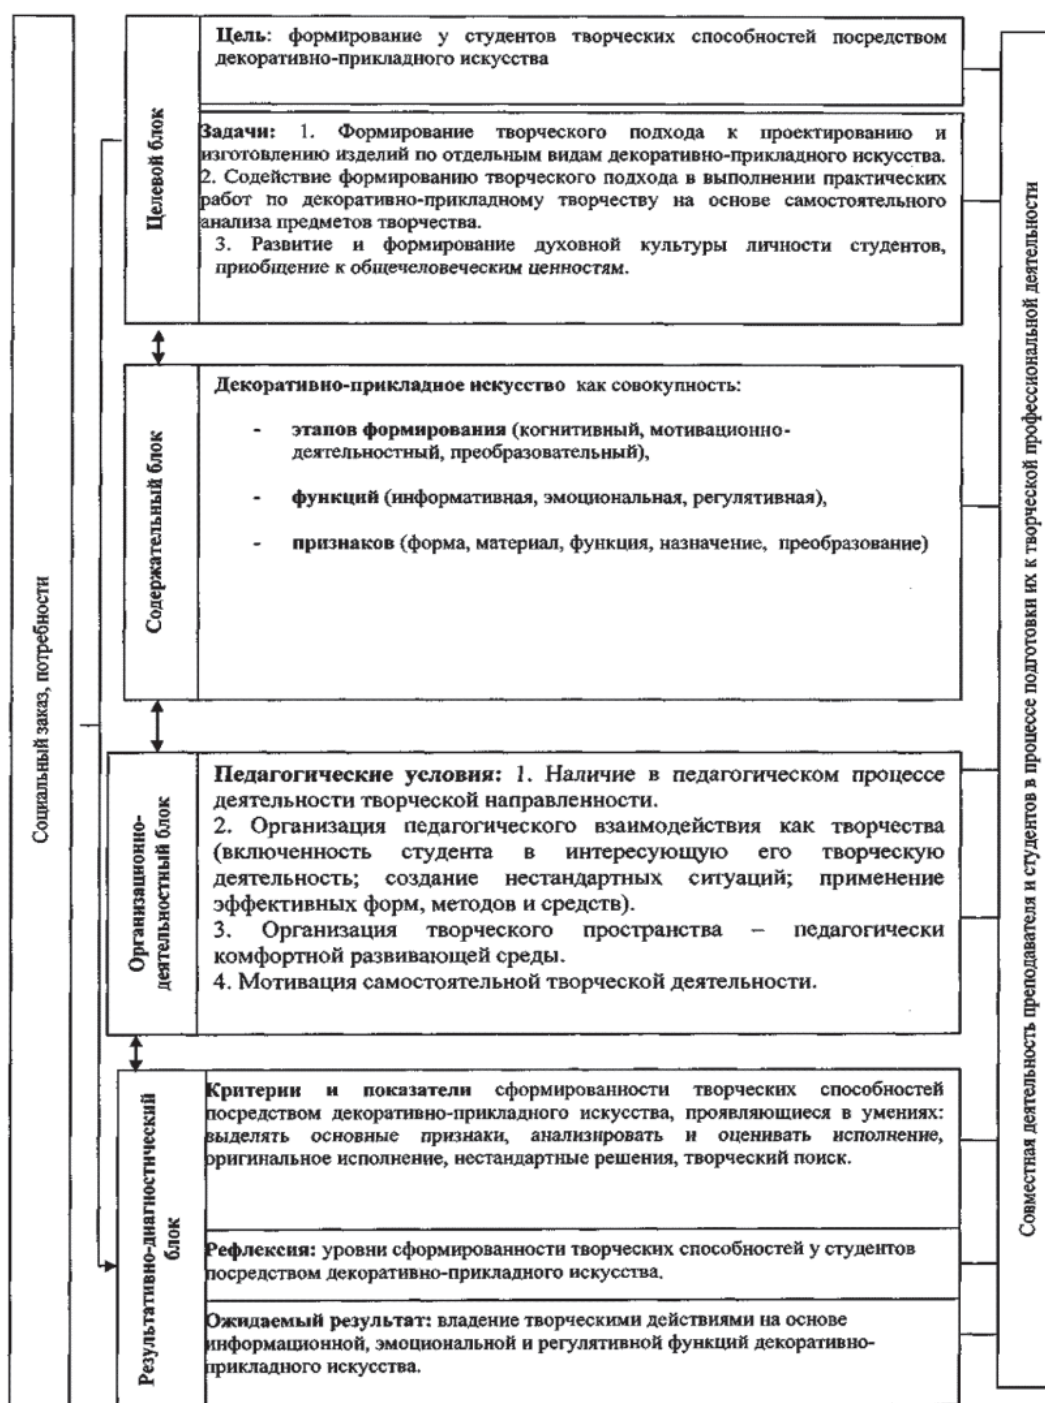 Социальный заказ, потребности
Целевой блок
Цель: формирование у студентов творческих способностей посредством
декоративно-прикладного искусства
Задачи: 1. Формирование творческого подхода к проектированию и
изготовлению изделий по отдельным видам декоративно-прикладного искусства.
2. Содействие формированию творческого подхода в выполнении практических
работ по декоративно-прикладному творчеству на основе самостоятельного
анализа предметов творчества.
3. Развитие и формирование духовной культуры личности студентов,
приобщение к общечеловеческим ценностям.
Содержательный блок
Декоративно-прикладное искусство как совокупность:
- этапов формирования (когнитивный, мотивационно-
деятельностный, преобразовательный),
- функций (информативная, эмоциональная, регулятивная),
- признаков (форма, материал, функция, назначение, преобразование)
Организационно-
деятельностный блок
Педагогические условия: 1. Наличие в педагогическом процессе
деятельности творческой направленности.
2. Организация педагогического взаимодействия как творчества
(включенность студента в интересующую его творческую
деятельность; создание нестандартных ситуаций; применение
эффективных форм, методов и средств).
3. Организация творческого пространства – педагогически
комфортной развивающей среды.
4. Мотивация самостоятельной творческой деятельности.
Результативно-диагностический
блок
Критерии и показатели сформированности творческих способностей
посредством декоративно-прикладного искусства, проявляющиеся в умениях:
выделять основные признаки, анализировать и оценивать исполнение,
оригинальное исполнение, нестандартные решения, творческий поиск.
Рефлексия: уровни сформированности творческих способностей у студентов
посредством декоративно-прикладного искусства.
Ожидаемый результат: владение творческими действиями на основе
информационной, эмоциональной и регулятивной функций декоративно-
прикладного искусства.
Совместная деятельность преподавателя и студентов в процессе подготовки их к творческой профессиональной деятельности